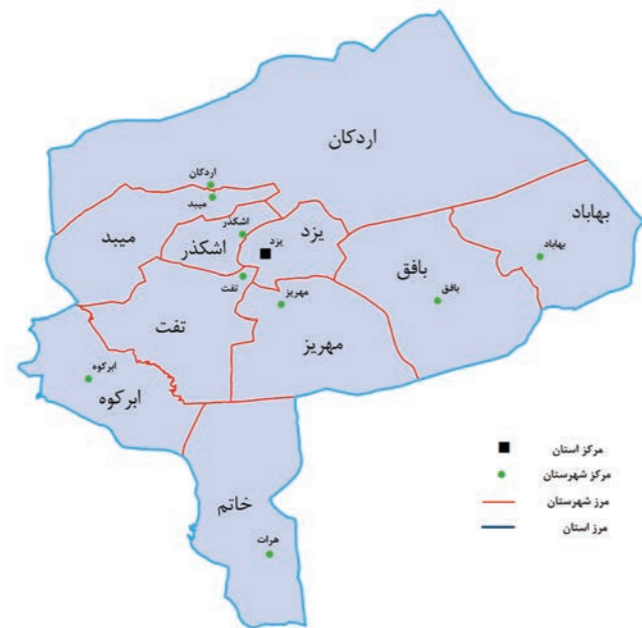 اردکان
اردکان
میبد
بهاباد
اشکذر
یزد
میبد
اشکذر
یزد
بهاباد
بافق
تفت
مهریز
بافق
تفت
مهریز
ابرکوه
ابرکوه
خاتم
هرات
مرکز استان
مرکز شهرستان
مرز شهرستان
مرز استان